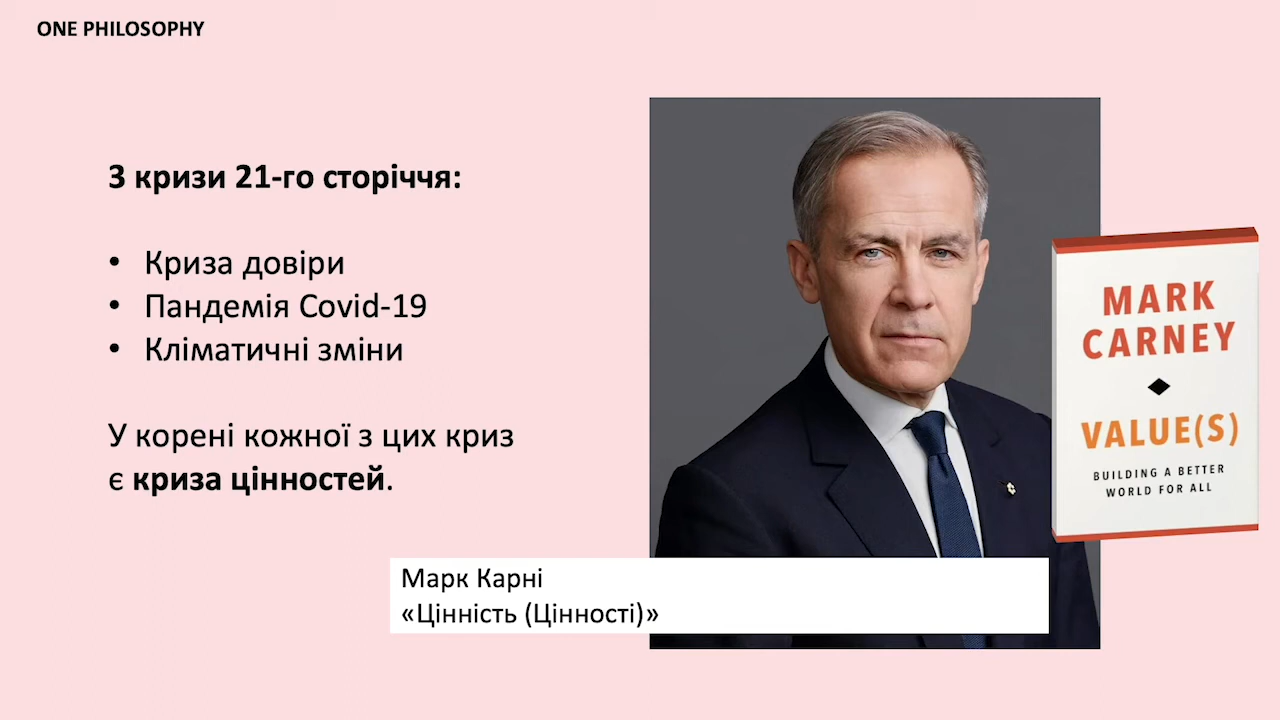 ONE PHILOSOPHY
3 кризи 21-го сторіччя:
• Криза довіри
• Пандемія Covid-19
• Кліматичні зміни
У корені кожної з цих криз
є криза цінностей.
MARK
CARNEY
VALUE(S)
BUILDING A BETTER
WORLD FOR ALL
Марк Карні
«Цінність (Цінності)»